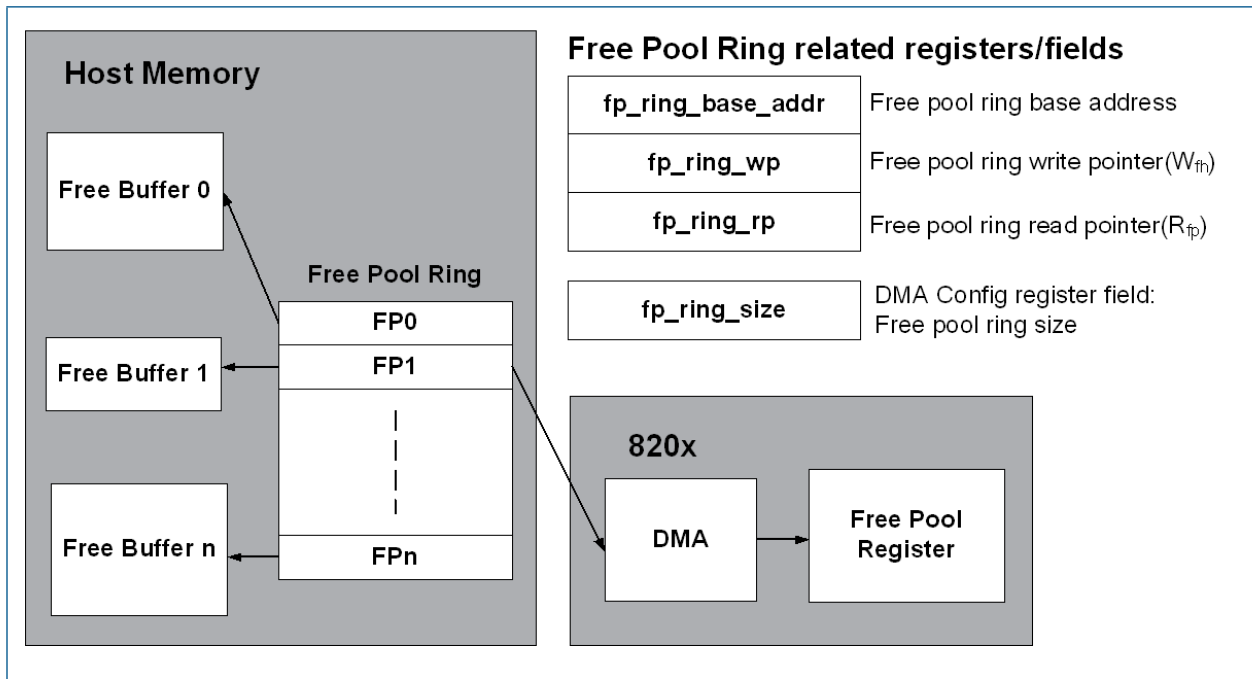 Host Memory
Free Buffer 0
Free Pool Ring
FP0
Free Buffer 1
FP1
Free Buffer n
FPn
Free Pool Ring related registers/fields
fp_ring_base_addr
Free pool ring base address
fp_ring_wp
Free pool ring write pointer(Wfh)
fp_ring_rp
Free pool ring read pointer(Rfp)
fp_ring_size
DMA Config register field:
Free pool ring size
820x
DMA
Free Pool
Register